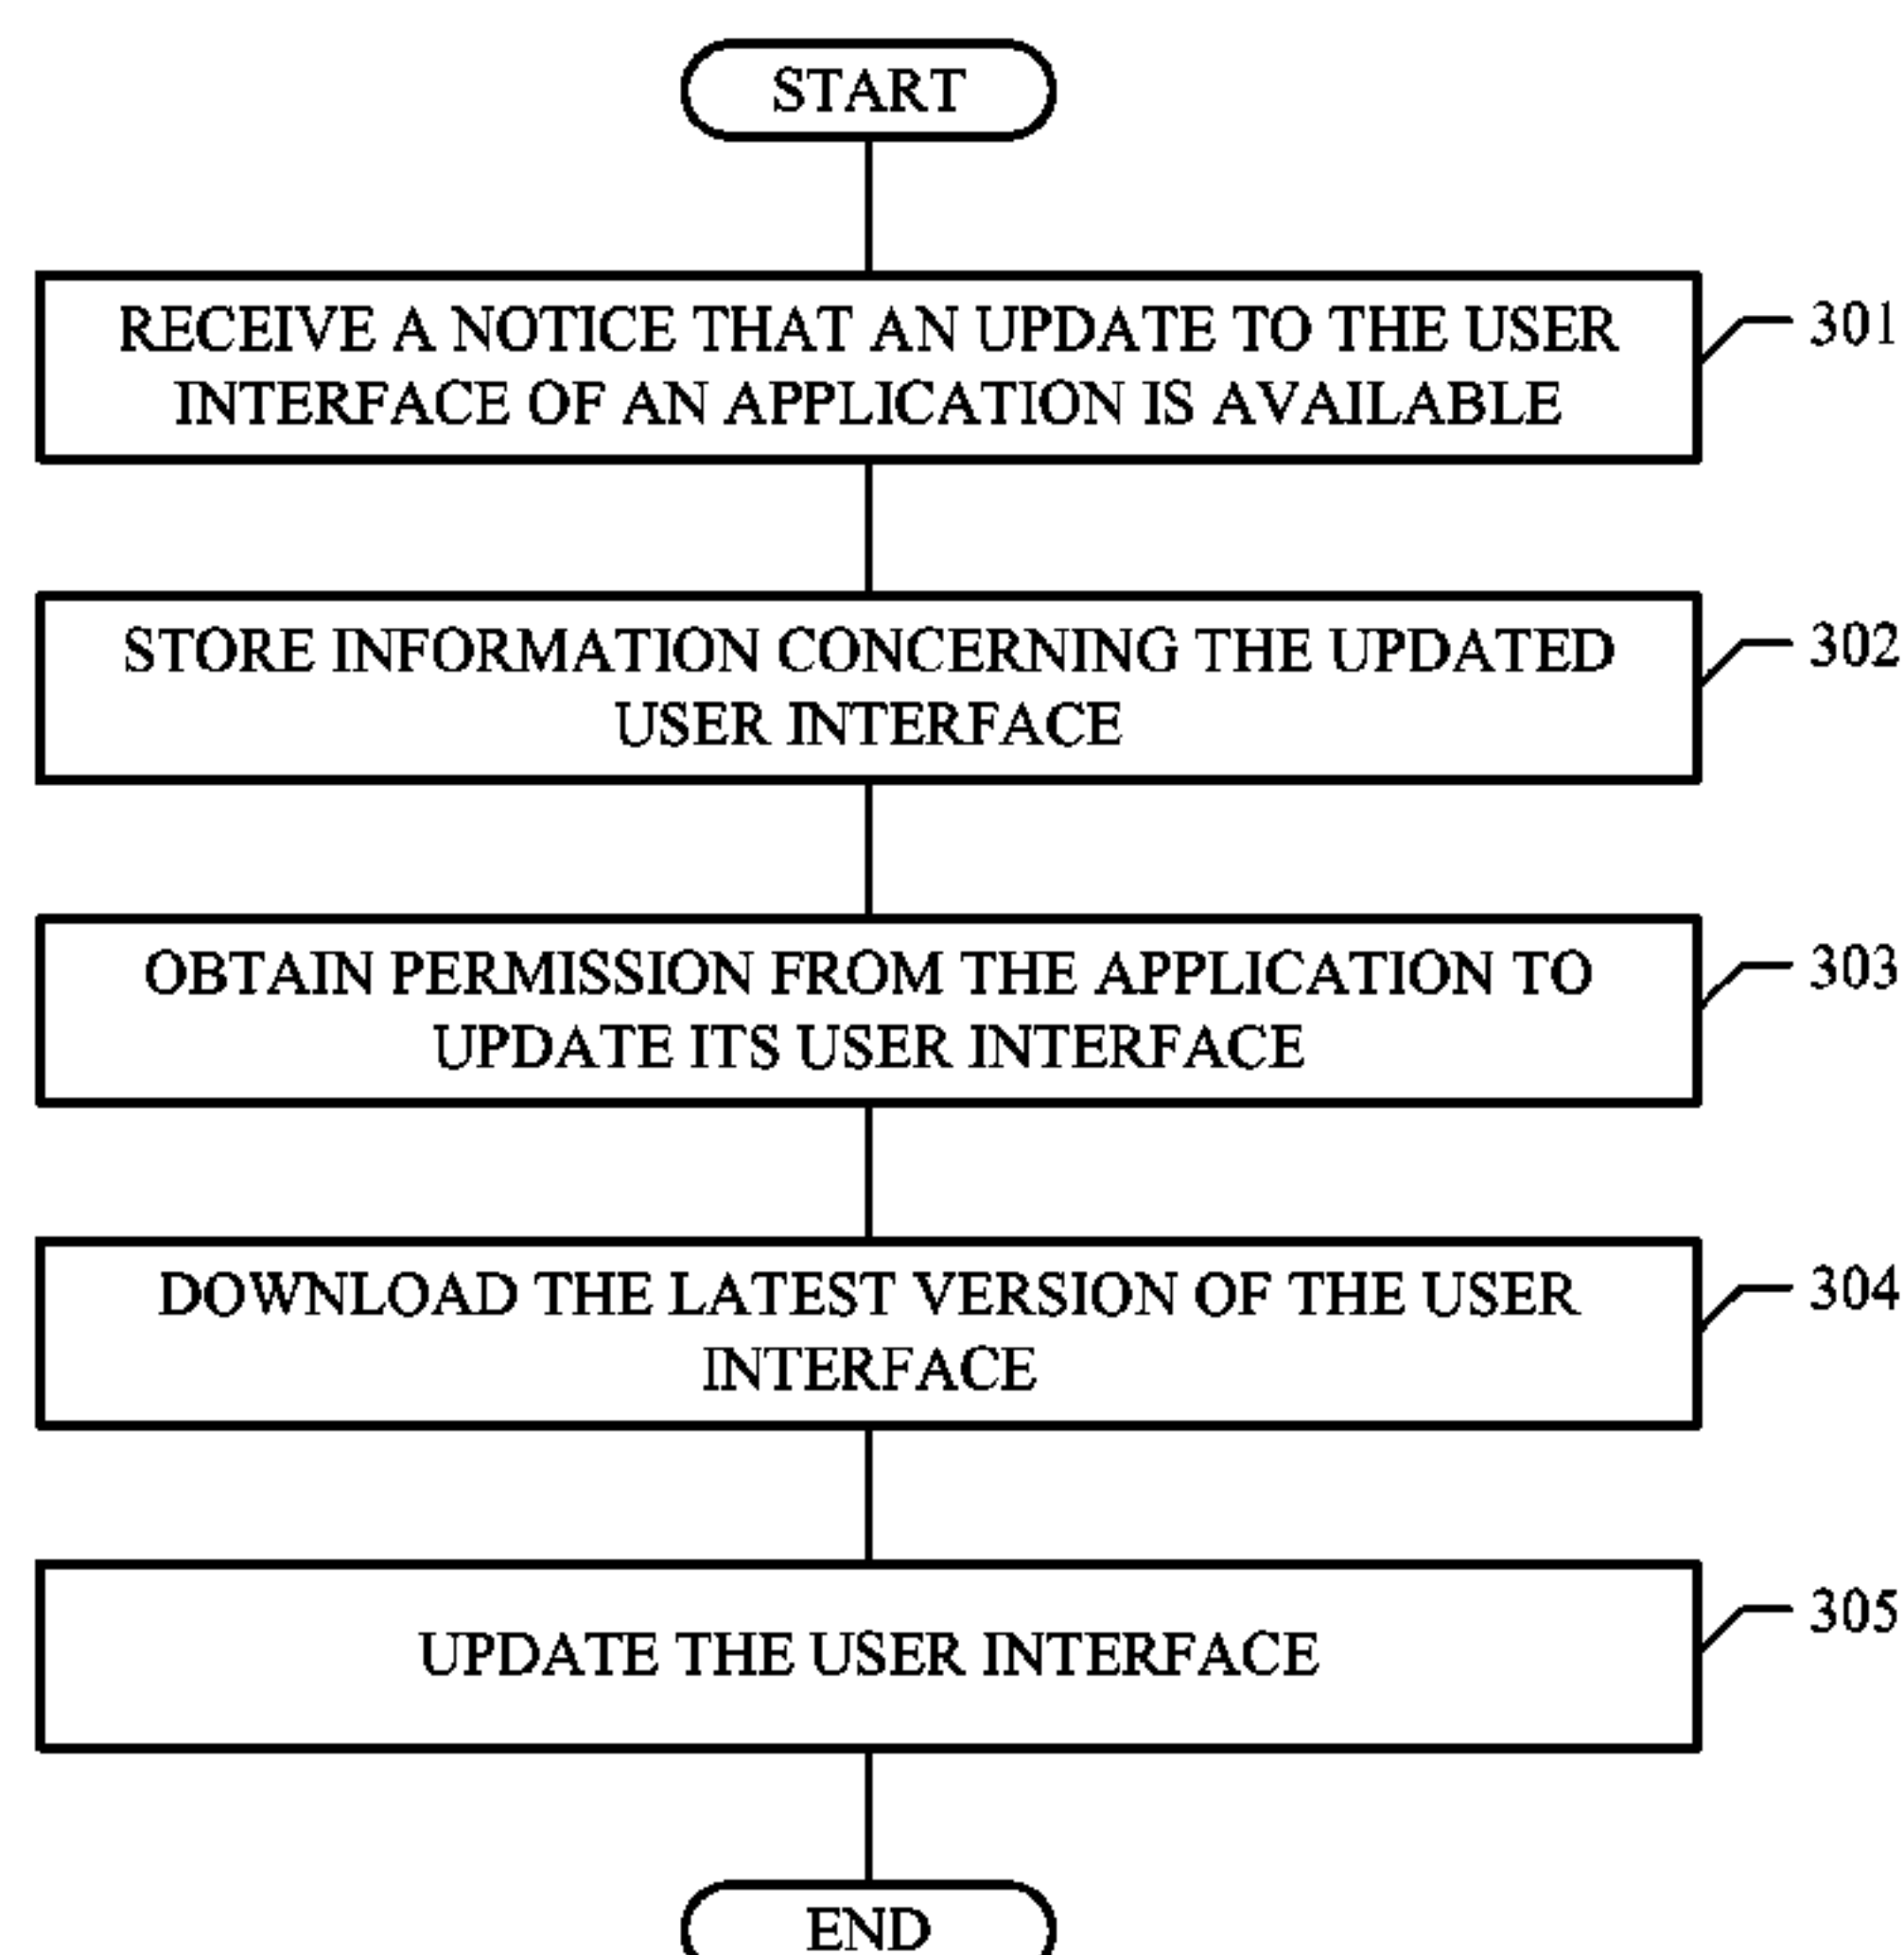 START
RECEIVE A NOTICE THAT AN UPDATE TO THE USER
INTERFACE OF AN APPLICATION IS AVAILABLE
301
STORE INFORMATION CONCERNING THE UPDATED
USER INTERFACE
302
OBTAIN PERMISSION FROM THE APPLICATION TO
UPDATE ITS USER INTERFACE
303
DOWNLOAD THE LATEST VERSION OF THE USER
INTERFACE
304
UPDATE THE USER INTERFACE
305
END